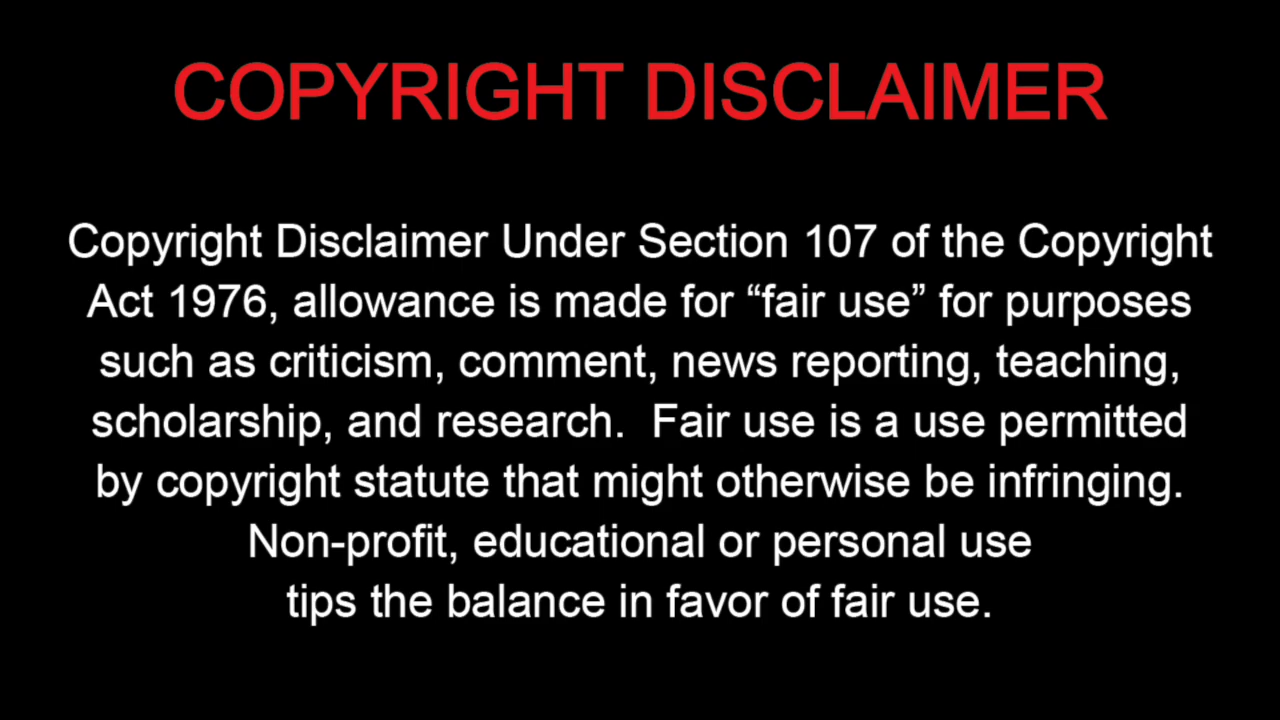 COPYRIGHT DISCLAIMER
Copyright Disclaimer Under Section 107 of the Copyright
Act 1976, allowance is made for “fair use” for purposes
such as criticism, comment, news reporting, teaching,
scholarship, and research.  Fair use is a use permitted
by copyright statute that might otherwise be infringing.
Non-profit, educational or personal use
tips the balance in favor of fair use.